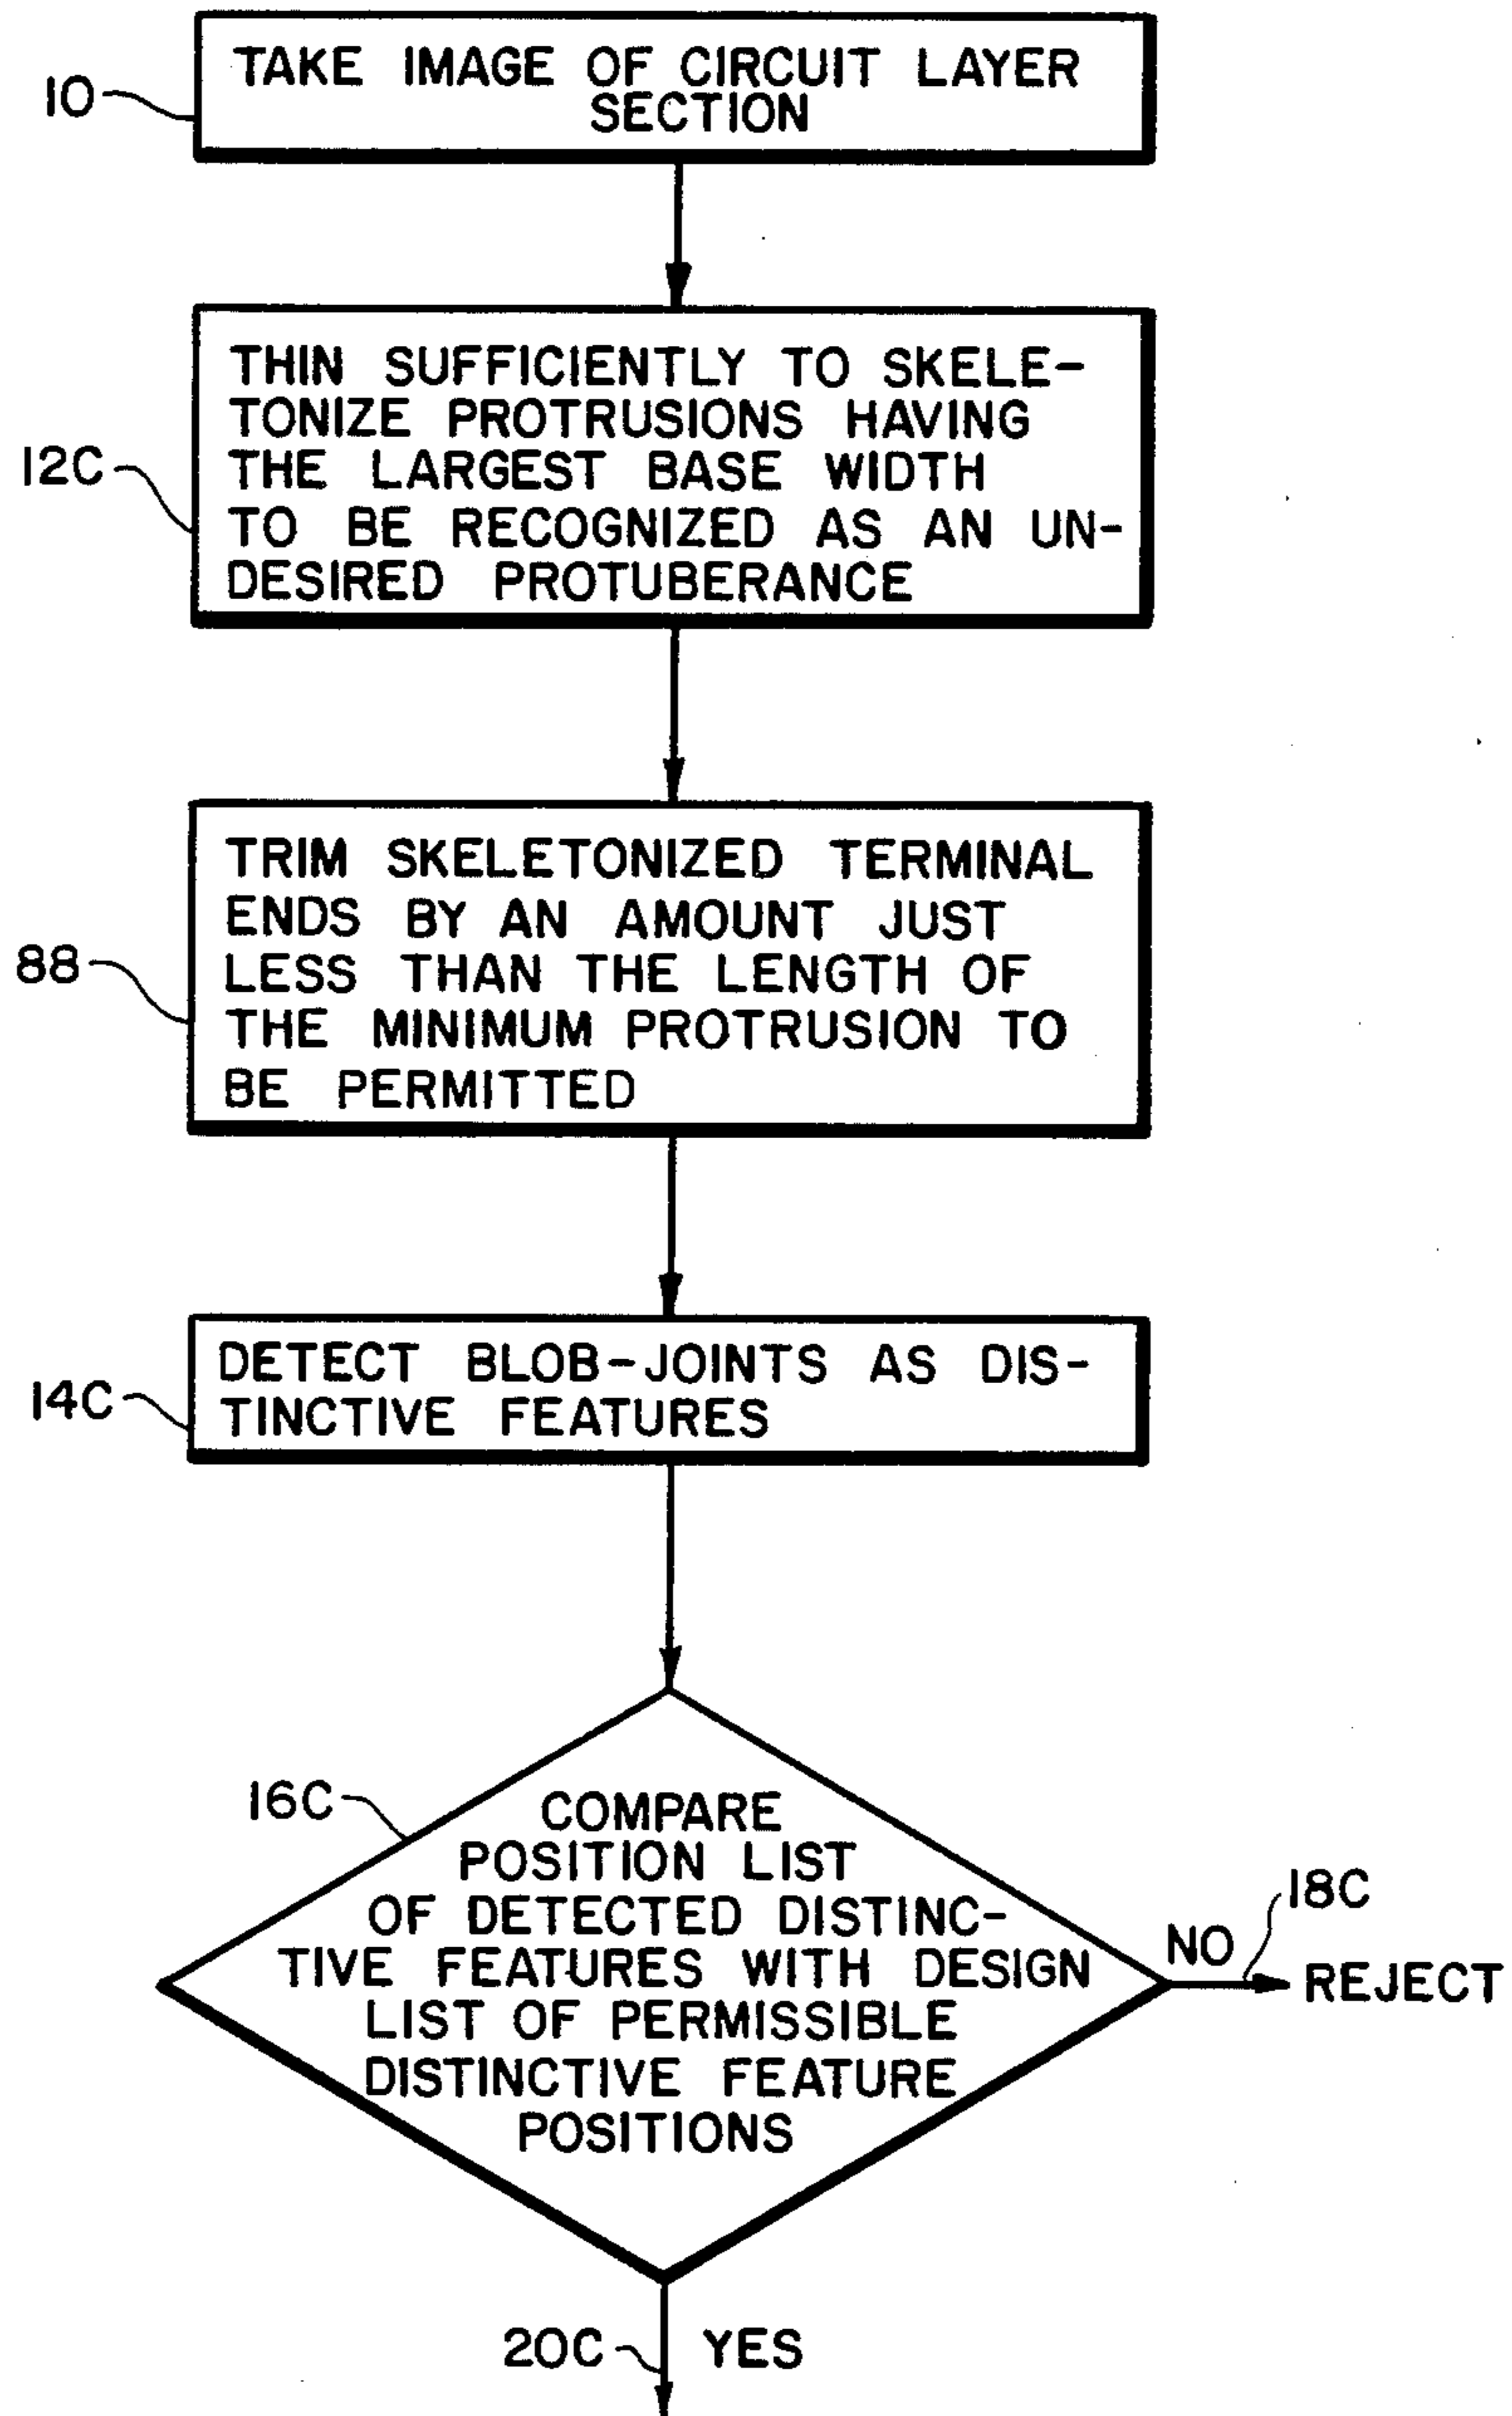 TAKE IMAGE OF CIRCUIT LAYER
SECTION
10
THIN SUFFICIENTLY TO SKELE-
TONIZE PROTRUSIONS HAVING
THE LARGEST BASE WIDTH
TO BE RECOGNIZED AS AN UN-
DESIRED PROTUBERANCE
12C
TRIM SKELETONIZED TERMINAL
ENDS BY AN AMOUNT JUST
LESS THAN THE LENGTH OF
THE MINIMUM PROTRUSION TO
BE PERMITTED
88
DETECT BLOB-JOINTS AS DIS-
TINCTIVE FEATURES
14C
16C
COMPARE
POSITION LIST
OF DETECTED DISTINC-
TIVE FEATURES WITH DESIGN
LIST OF PERMISSIBLE
DISTINCTIVE FEATURE
POSITIONS
18C
NO
REJECT
20C
YES